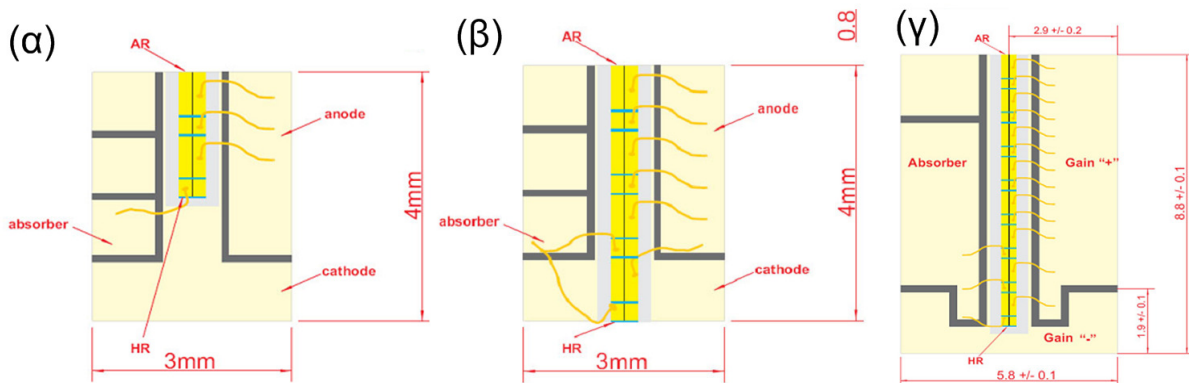 (α)
AR
anode
absorber
cathode
HR
3mm
4mm
(β)
0.8
AR
anode
absorber
cathode
HR
3mm
4mm
(γ)
2.9 +/- 0.2
AR
Absorber
Gain “+”
8.8 +/- 0.1
1.9 +/- 0.1
Gain “-”
HR
5.8 +/- 0.1